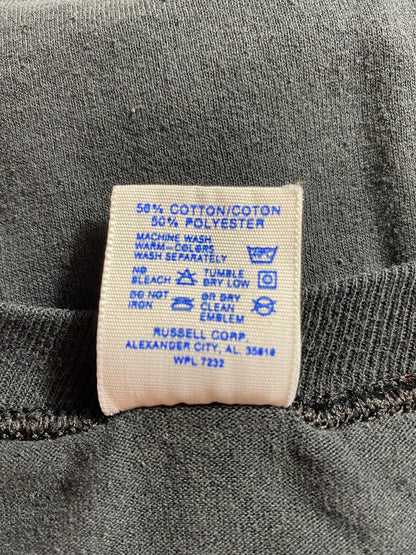 50% COTTON/COTON
50% POLYESTER
MACHINE WASH
WARM-COLORS
WASH SEPARATELY
NO TUMBLE
BLEACH DRY LOW
DO NOT OR DRY
IRON CLEAN
EMBLEM
RUSSELL CORP.
ALEXANDER CITY, AL. 35010
WPL 7232